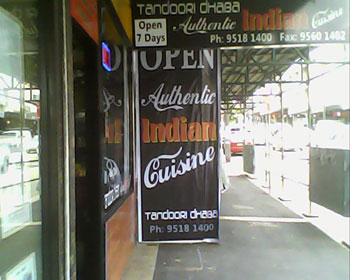 TANDOORI DHABA
Open
7 Days
Authentic Indian Cuisine
Ph: 9518 1400 Fax: 9560 1402
OPEN
Authentic
Indian
Cuisine
TANDOORI DHABA
Ph: 9518 1400